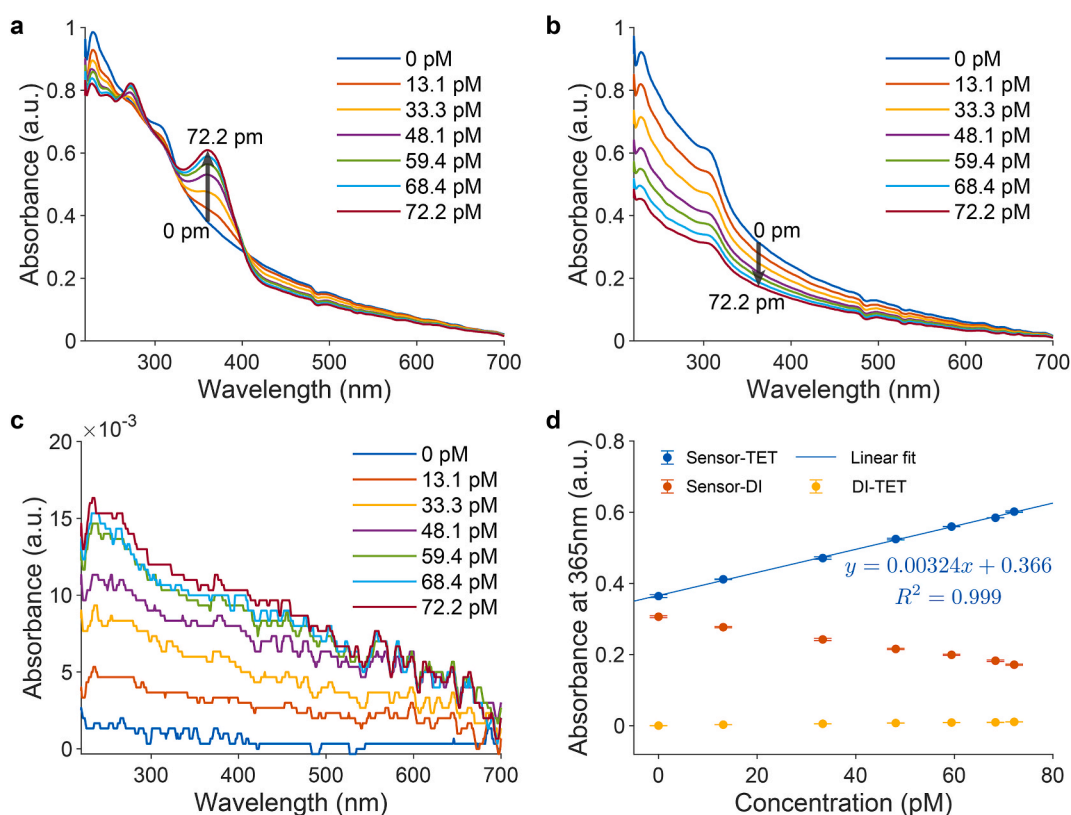 a
1
0.8
0.6
0.4
0.2
0
Absorbance (a.u.)
0 pM
13.1 pM
33.3 pM
48.1 pM
59.4 pM
68.4 pM
72.2 pM
72.2 pm
0 pm
300 400 500 600 700
Wavelength (nm)
b
1
0.8
0.6
0.4
0.2
0
Absorbance (a.u.)
0 pM
13.1 pM
33.3 pM
48.1 pM
59.4 pM
68.4 pM
72.2 pM
0 pm
72.2 pm
300 400 500 600 700
Wavelength (nm)
c
×10⁻³
20
15
10
5
0
Absorbance (a.u.)
0 pM
13.1 pM
33.3 pM
48.1 pM
59.4 pM
68.4 pM
72.2 pM
300 400 500 600 700
Wavelength (nm)
d
0.8
0.6
0.4
0.2
0
Absorbance at 365nm (a.u.)
Sensor-TET Linear fit
Sensor-DI DI-TET
y = 0.00324x + 0.366
R² = 0.999
0 20 40 60 80
Concentration (pM)